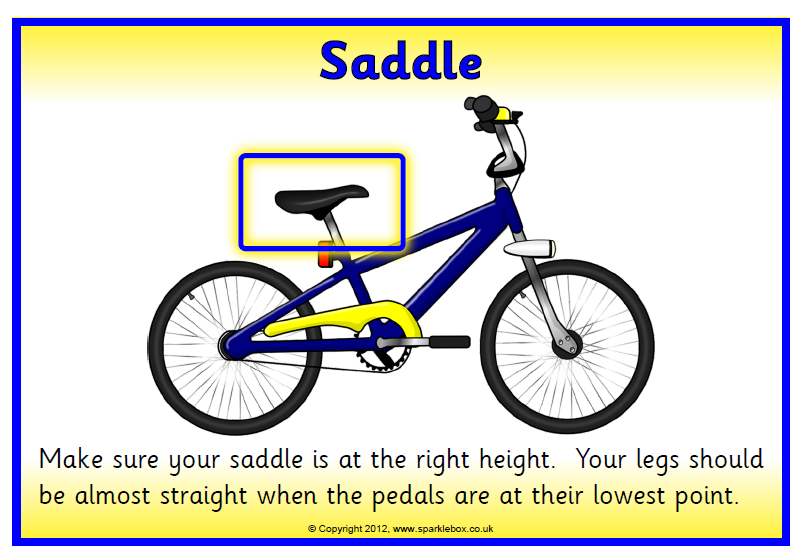 Saddle
Make sure your saddle is at the right height.  Your legs should
be almost straight when the pedals are at their lowest point.
© Copyright 2012, www.sparklebox.co.uk